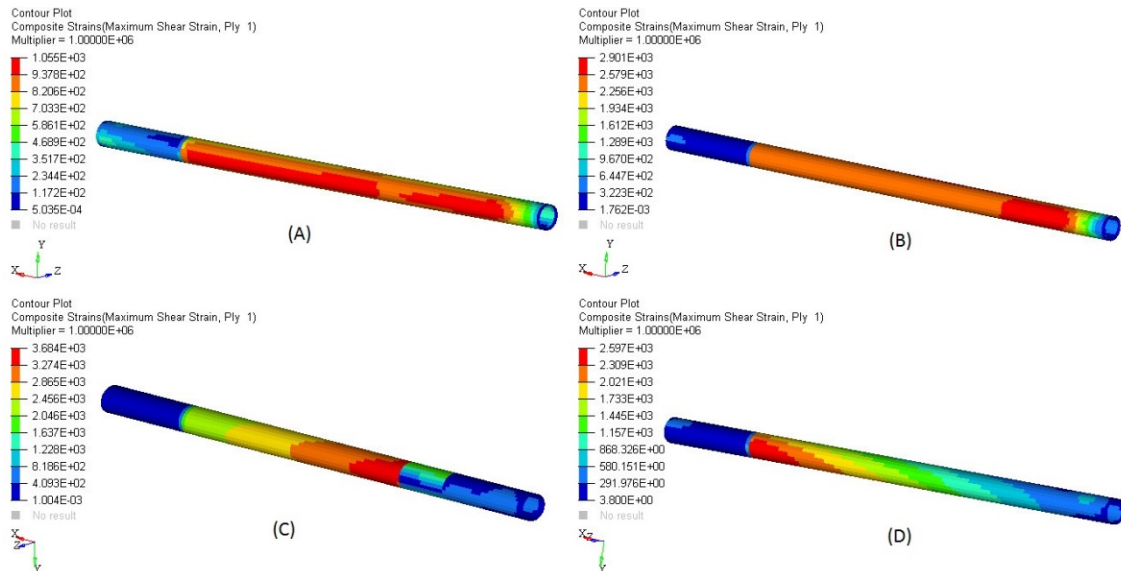 Contour Plot
Composite Strains(Maximum Shear Strain, Ply 1)
Multiplier = 1.00000E+06
1.055E+03
9.378E+02
8.206E+02
7.033E+02
5.861E+02
4.689E+02
3.517E+02
2.344E+02
1.172E+02
5.035E-04
No result
(A)
Y
X
Z
Contour Plot
Composite Strains(Maximum Shear Strain, Ply 1)
Multiplier = 1.00000E+06
2.901E+03
2.579E+03
2.256E+03
1.934E+03
1.612E+03
1.289E+03
9.670E+02
6.447E+02
3.223E+02
1.762E-03
No result
(B)
Y
X
Z
Contour Plot
Composite Strains(Maximum Shear Strain, Ply 1)
Multiplier = 1.00000E+06
3.684E+03
3.274E+03
2.865E+03
2.456E+03
2.046E+03
1.637E+03
1.228E+03
8.186E+02
4.093E+02
1.004E-03
No result
(C)
X
Z
Y
Contour Plot
Composite Strains(Maximum Shear Strain, Ply 1)
Multiplier = 1.00000E+06
2.597E+03
2.309E+03
2.021E+03
1.733E+03
1.445E+03
1.157E+03
868.326E+00
580.151E+00
291.976E+00
3.800E+00
No result
(D)
X
Z
Y